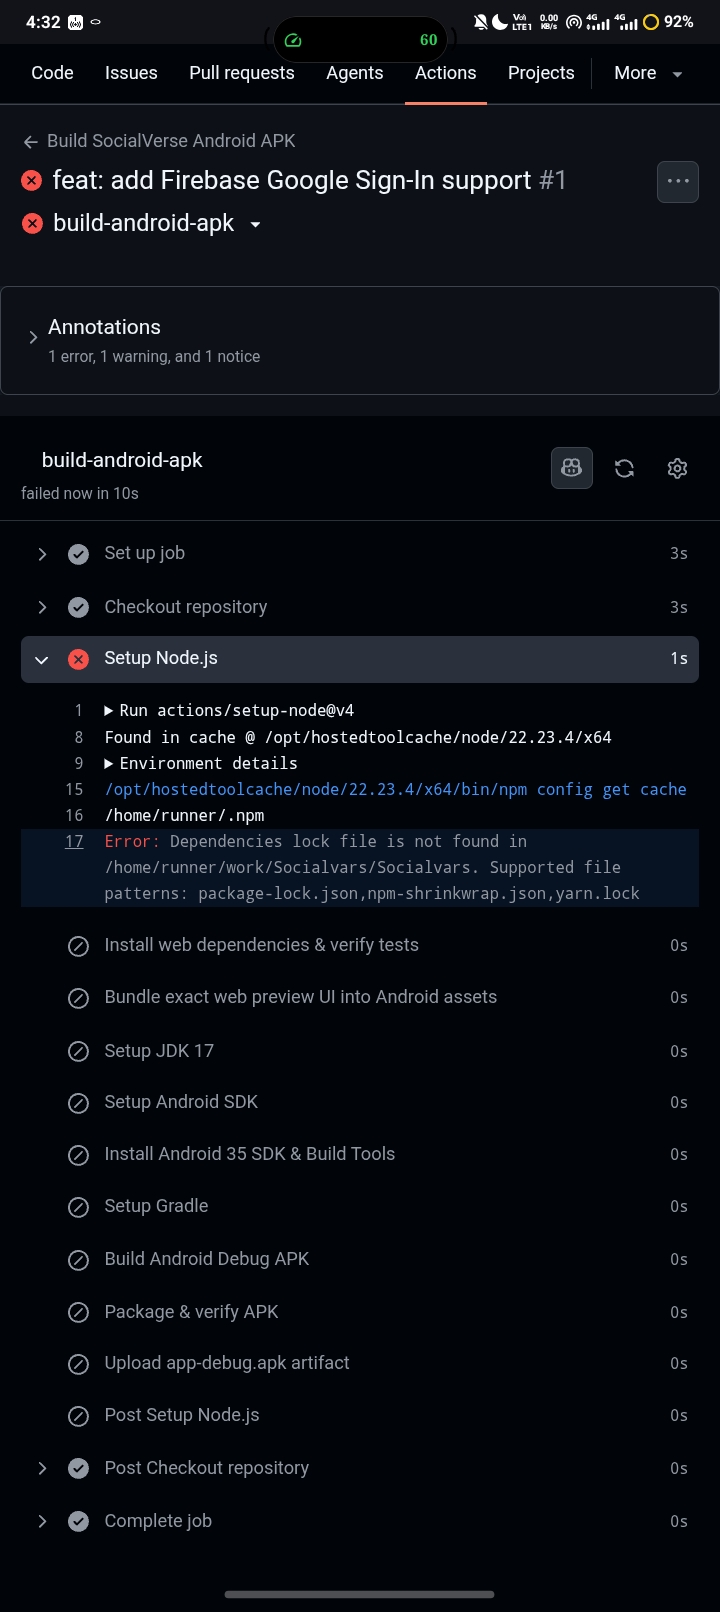 4:32
Vo) LTE1 0.00 KB/s 4G 4G 92%
60
Code Issues Pull requests Agents Actions Projects More
Build SocialVerse Android APK
feat: add Firebase Google Sign-In support #1
build-android-apk
Annotations
1 error, 1 warning, and 1 notice
build-android-apk
failed now in 10s
Set up job 3s
Checkout repository 3s
Setup Node.js 1s
1 Run actions/setup-node@v4
8 Found in cache @ /opt/hostedtoolcache/node/22.23.4/x64
9 Environment details
15 /opt/hostedtoolcache/node/22.23.4/x64/bin/npm config get cache
16 /home/runner/.npm
17 Error: Dependencies lock file is not found in
/home/runner/work/Socialvars/Socialvars. Supported file
patterns: package-lock.json,npm-shrinkwrap.json,yarn.lock
Install web dependencies & verify tests 0s
Bundle exact web preview UI into Android assets 0s
Setup JDK 17 0s
Setup Android SDK 0s
Install Android 35 SDK & Build Tools 0s
Setup Gradle 0s
Build Android Debug APK 0s
Package & verify APK 0s
Upload app-debug.apk artifact 0s
Post Setup Node.js 0s
Post Checkout repository 0s
Complete job 0s